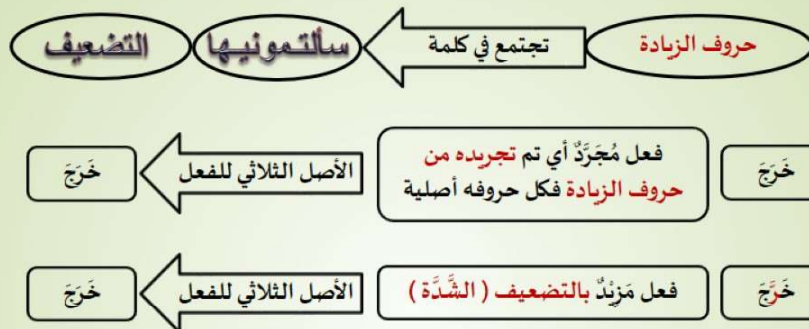 حروف الزيادة
تجتمع في كلمة
سألتمونيها
التضعيف
خَرَجَ
فعل مُجَرَّدٌ أي تم تجريده من
حروف الزيادة فكل حروفه أصلية
الأصل الثلاثي للفعل
خَرَجَ
خَرَّجَ
فعل مَزِيْدٌ بالتضعيف ( الشَّدَّة )
الأصل الثلاثي للفعل
خَرَجَ